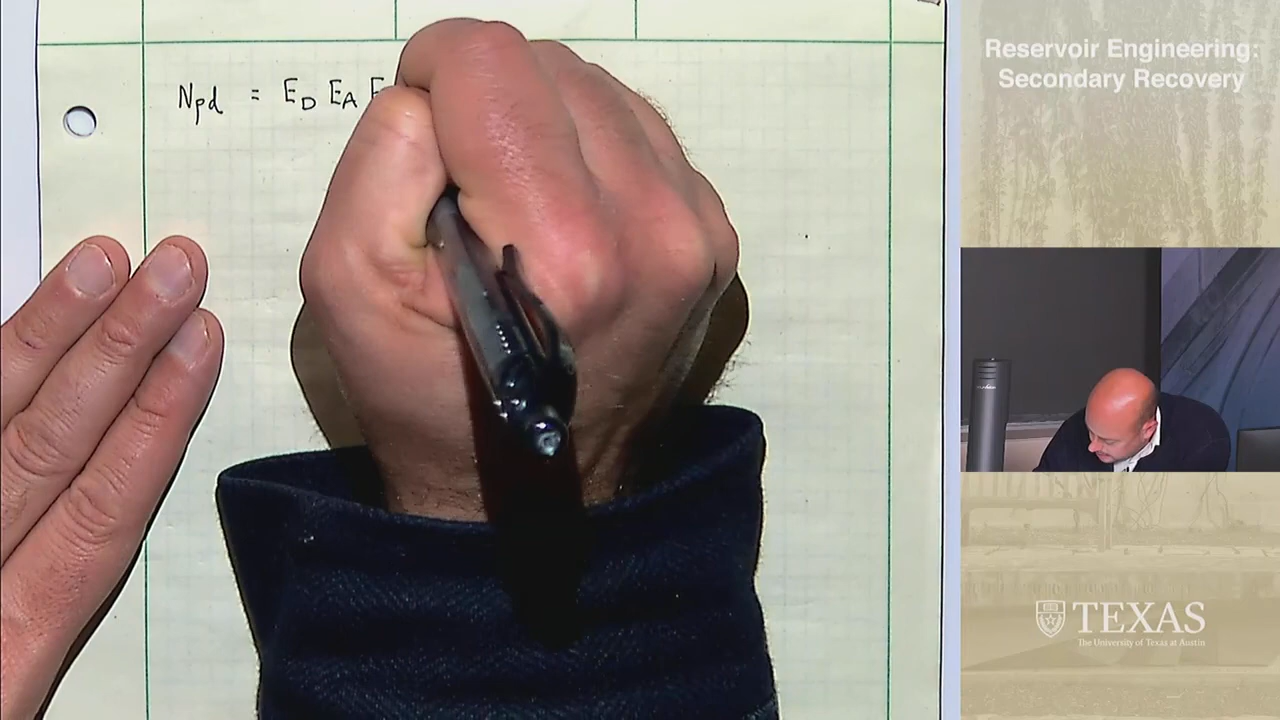 Npd = ED EA E
Reservoir Engineering:
Secondary Recovery
TEXAS
The University of Texas at Austin